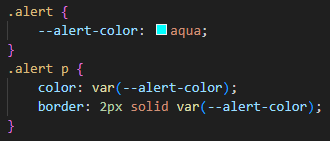 .alert {
    --alert-color: aqua;
}
.alert p {
    color: var(--alert-color);
    border: 2px solid var(--alert-color);
}